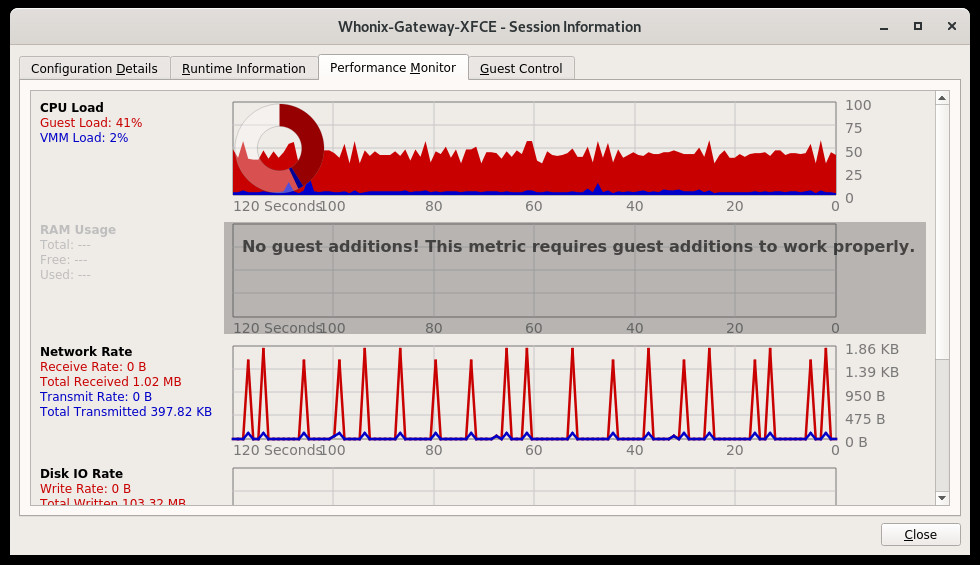 Whonix-Gateway-XFCE - Session Information
Configuration Details
Runtime Information
Performance Monitor
Guest Control
CPU Load
Guest Load: 41%
VMM Load: 2%
100
75
50
25
0
120 Seconds 100 80 60 40 20 0
RAM Usage
Total: ---
Free: ---
Used: ---
No guest additions! This metric requires guest additions to work properly.
120 Seconds 100 80 60 40 20 0
Network Rate
Receive Rate: 0 B
Total Received 1.02 MB
Transmit Rate: 0 B
Total Transmitted 397.82 KB
1.86 KB
1.39 KB
950 B
475 B
0 B
120 Seconds 100 80 60 40 20 0
Disk IO Rate
Write Rate: 0 B
Total Written 103.32 MB
Close